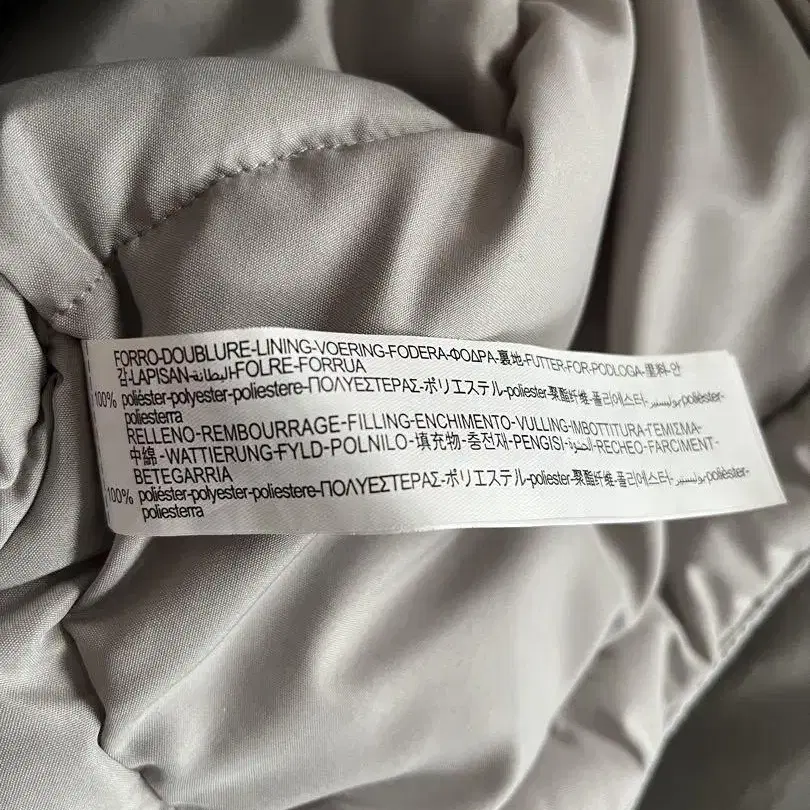 FORRO-DOUBLURE-LINING-VOERING-FODERA-ΦΟΔΡΑ-裏地-FUTTER-FOR-PODLOGA-里料-안
감-LAPISAN-البطانة-FOLRE-FORRUA
100% poliéster-polyester-poliestere-ΠΟΛΥΕΣΤΕΡΑΣ-ポリエステル-poliester-聚酯纤维-폴리에스터-بوليستير-polièster-
poliesterra
RELLENO-REMBOURRAGE-FILLING-ENCHIMENTO-VULLING-IMBOTTITURA-ΓΕΜΙΣΜΑ-
中綿-WATTIERUNG-FYLD-POLNILO-填充物-충전재-PENGISI-الحشوة-RECHEO-FARCIMENT-
BETEGARRIA
100% poliéster-polyester-poliestere-ΠΟΛΥΕΣΤΕΡΑΣ-ポリエステル-poliester-聚酯纤维-폴리에스터-بوليستير-polièster-
poliesterra